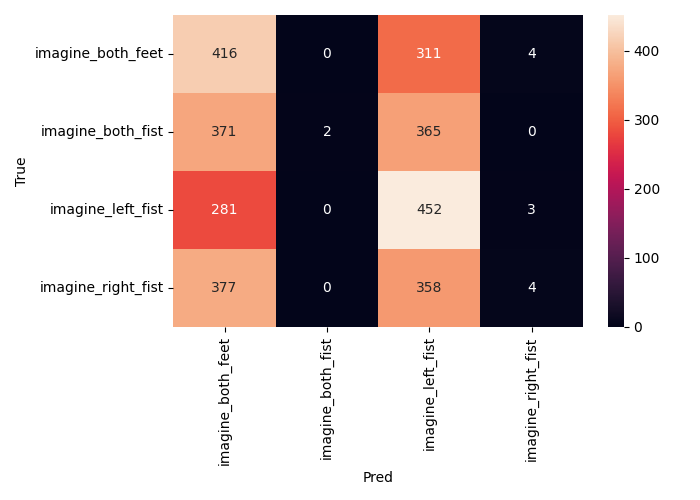 imagine_both_feet 416 0 311 4
imagine_both_fist 371 2 365 0
imagine_left_fist 281 0 452 3
imagine_right_fist 377 0 358 4
True
imagine_both_feet
imagine_both_fist
imagine_left_fist
imagine_right_fist
Pred
400
300
200
100
0